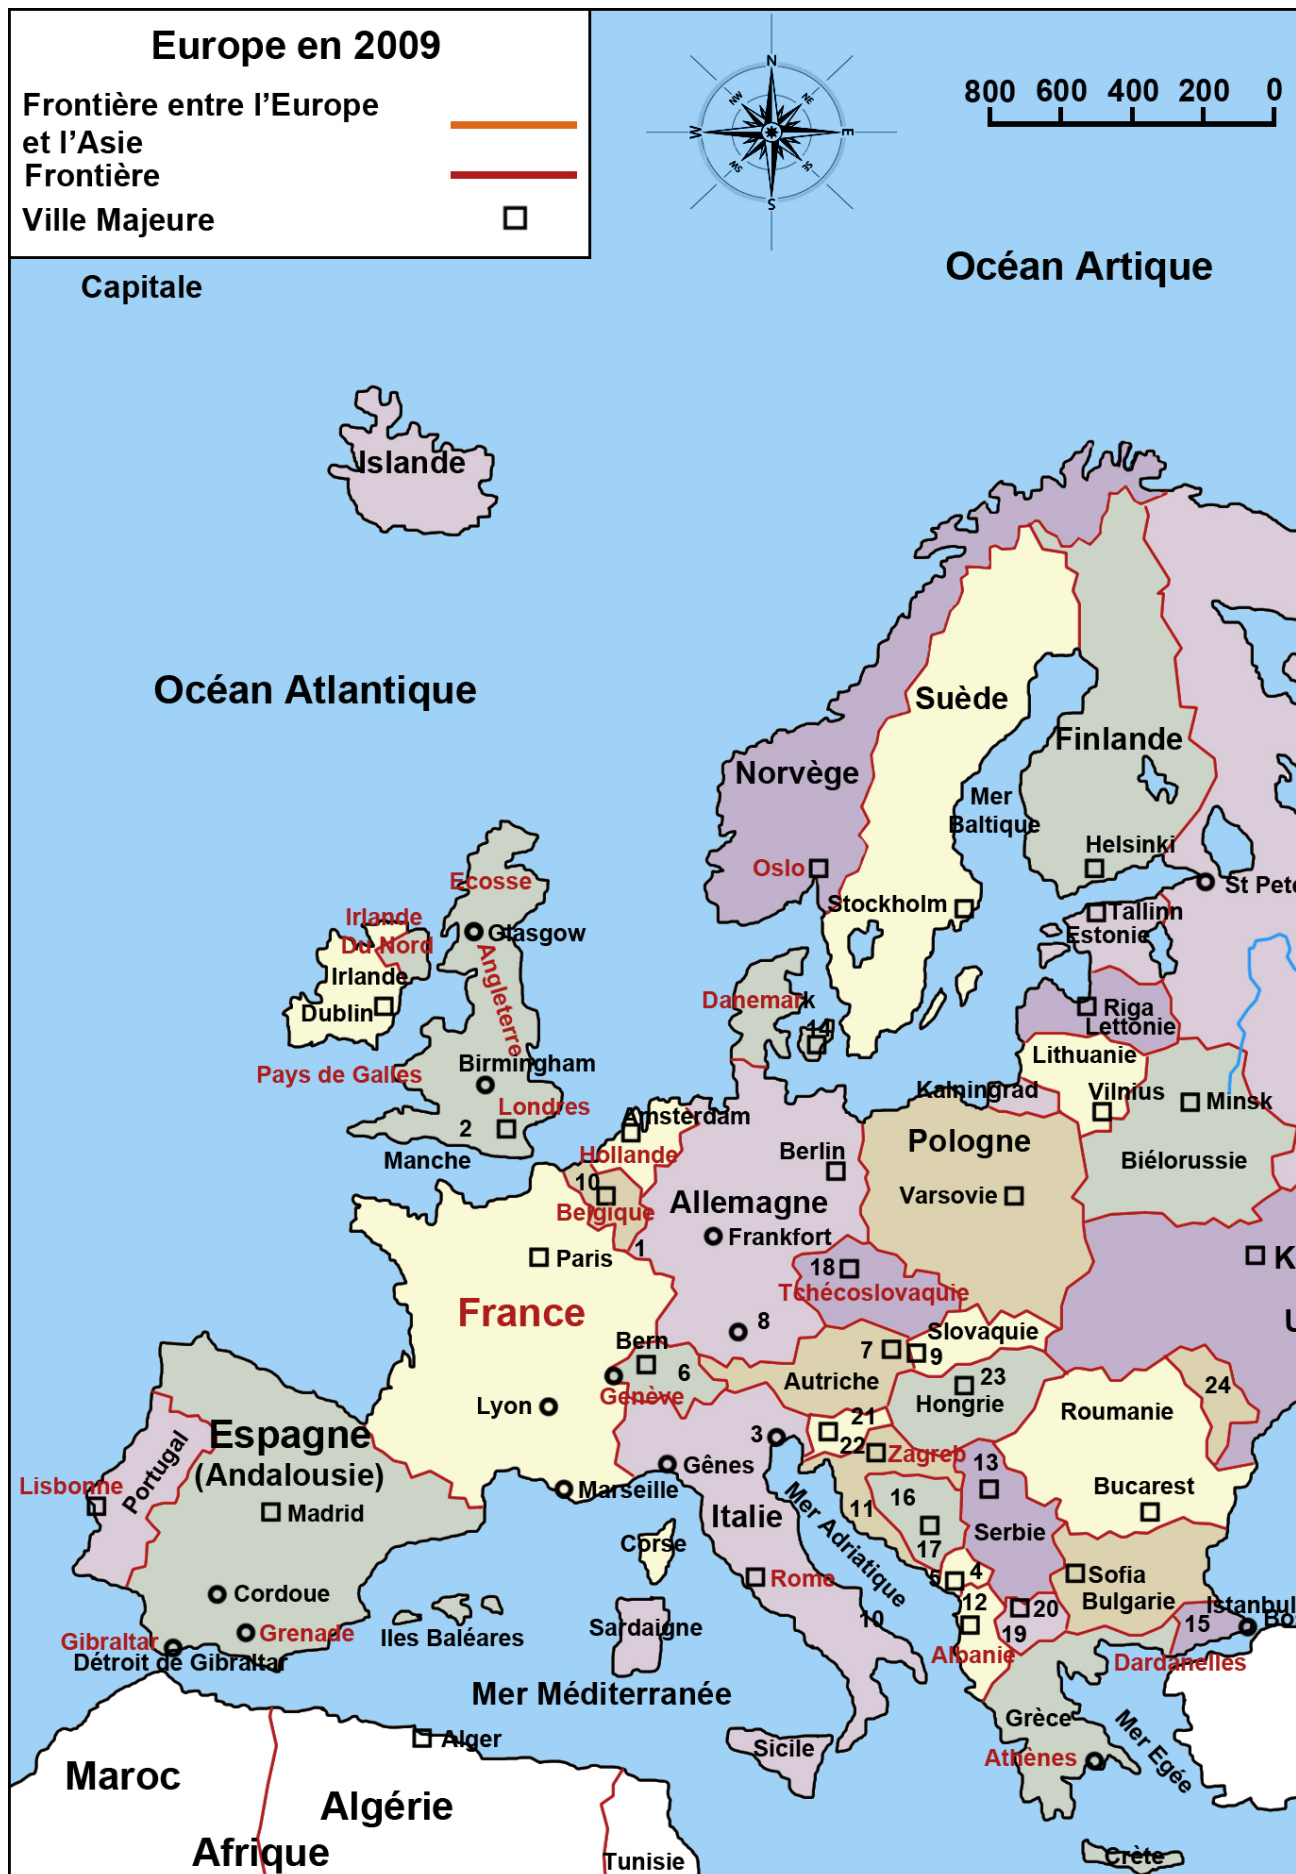 Europe en 2009
Frontière entre l'Europe
et l'Asie
Frontière
Ville Majeure
Capitale
N
NE
E
SE
S
SW
W
NW
800 600 400 200 0
Océan Artique
Islande
Océan Atlantique
Suède
Finlande
Norvège
Mer
Baltique
Helsinki
Oslo
Ecosse
St Pete
Stockholm
Tallinn
Estonie
Irlande
Du Nord
Glasgow
Irlande
Angleterre
Danemark
Riga
Lettonie
Dublin
14
Lithuanie
Birmingham
Pays de Galles
Kalningrad
Vilnius
Minsk
Londres
Amsterdam
2
Pologne
Manche
Hollande
Berlin
Biélorussie
10
Belgique
Allemagne
Varsovie
Frankfort
1
Paris
K
18
Tchécoslovaquie
France
U
8
Slovaquie
Bern
7
9
6
Autriche
23
24
Genève
Hongrie
Lyon
Roumanie
21
Espagne
(Andalousie)
3
22
Zagreb
13
Portugal
Gênes
Lisbonne
Marseille
Bucarest
Madrid
Italie
Mer Adriatique
11
16
Serbie
Corse
17
Rome
5
4
Sofia
Bulgarie
Cordoue
12
20
Istanbul
Bo
Iles Baléares
Sardaigne
10
15
Grenade
Gibraltar
Détroit de Gibraltar
19
Albanie
Dardanelles
Mer Méditerranée
Grèce
Mer Egée
Alger
Sicile
Athènes
Maroc
Algérie
Afrique
Tunisie
Crète